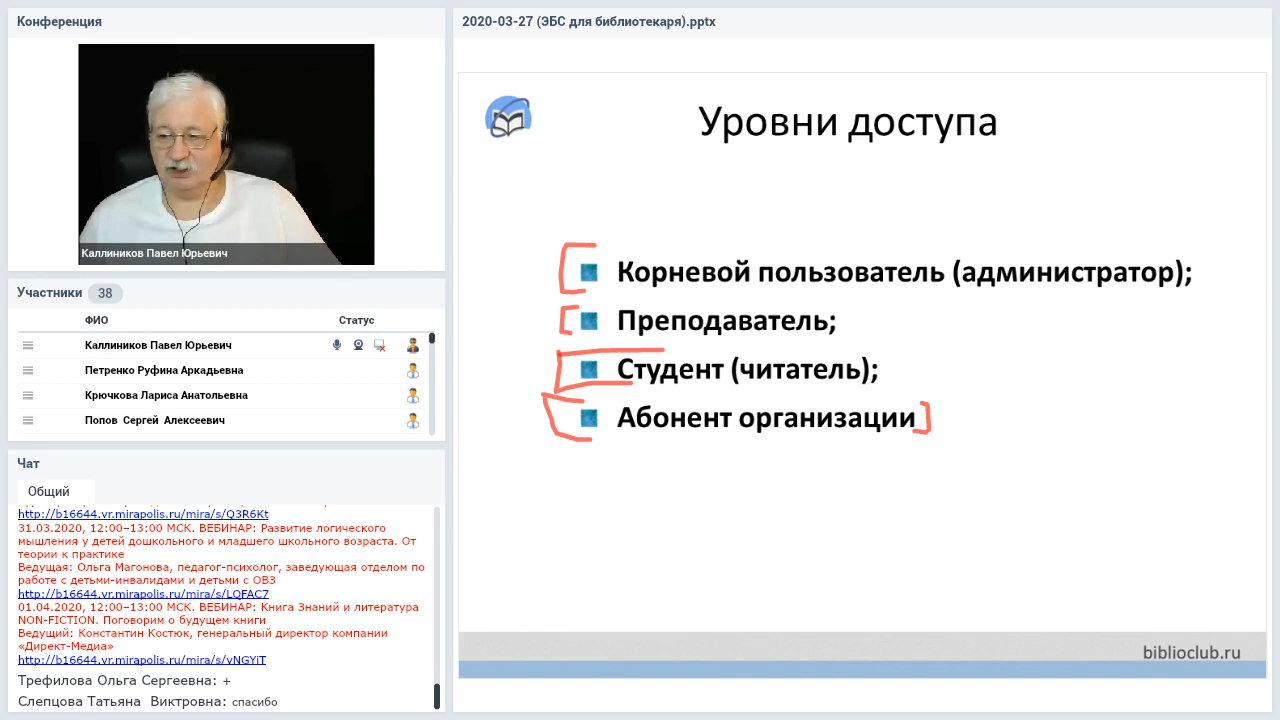 Конференция
Каллиников Павел Юрьевич
Участники 38
ФИО Статус
Каллиников Павел Юрьевич
Петренко Руфина Аркадьевна
Крючкова Лариса Анатольевна
Попов Сергей Алексеевич
Чат
Общий
http://b16644.vr.mirapolis.ru/mira/s/Q3R6Kt
31.03.2020, 12:00–13:00 МСК. ВЕБИНАР: Развитие логического
мышления у детей дошкольного и младшего школьного возраста. От
теории к практике
Ведущая: Ольга Магонова, педагог-психолог, заведующая отделом по
работе с детьми-инвалидами и детьми с ОВЗ
http://b16644.vr.mirapolis.ru/mira/s/LQFAC7
01.04.2020, 12:00–13:00 МСК. ВЕБИНАР: Книга Знаний и литература
NON-FICTION. Поговорим о будущем книги
Ведущий: Константин Костюк, генеральный директор компании
«Директ-Медиа»
http://b16644.vr.mirapolis.ru/mira/s/vNGYiT
Трефилова Ольга Сергеевна: +
Слепцова Татьяна Виктровна: спасибо
2020-03-27 (ЭБС для библиотекаря).pptx
Уровни доступа
Корневой пользователь (администратор);
Преподаватель;
Студент (читатель);
Абонент организации
biblioclub.ru